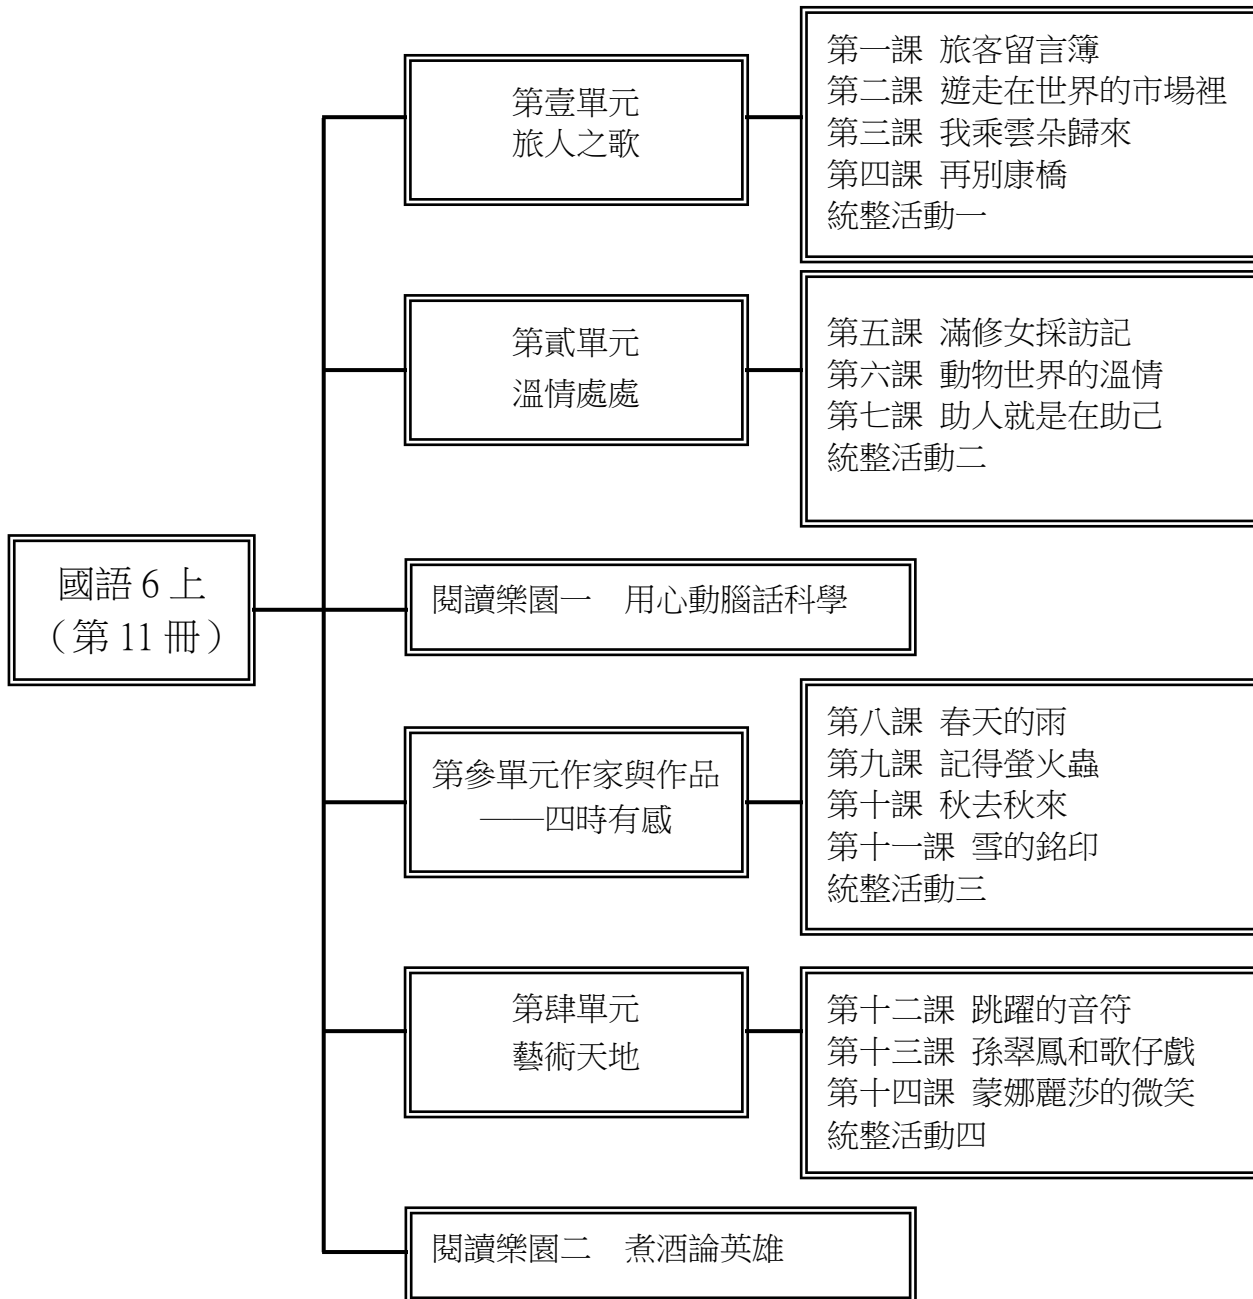 國語 6 上
（第 11 冊）
第壹單元
旅人之歌
第一課 旅客留言簿
第二課 遊走在世界的市場裡
第三課 我乘雲朵歸來
第四課 再別康橋
統整活動一
第貳單元
溫情處處
第五課 滿修女採訪記
第六課 動物世界的溫情
第七課 助人就是在助己
統整活動二
閱讀樂園一　用心動腦話科學
第參單元作家與作品
──四時有感
第八課 春天的雨
第九課 記得螢火蟲
第十課 秋去秋來
第十一課 雪的銘印
統整活動三
第肆單元
藝術天地
第十二課 跳躍的音符
第十三課 孫翠鳳和歌仔戲
第十四課 蒙娜麗莎的微笑
統整活動四
閱讀樂園二　煮酒論英雄